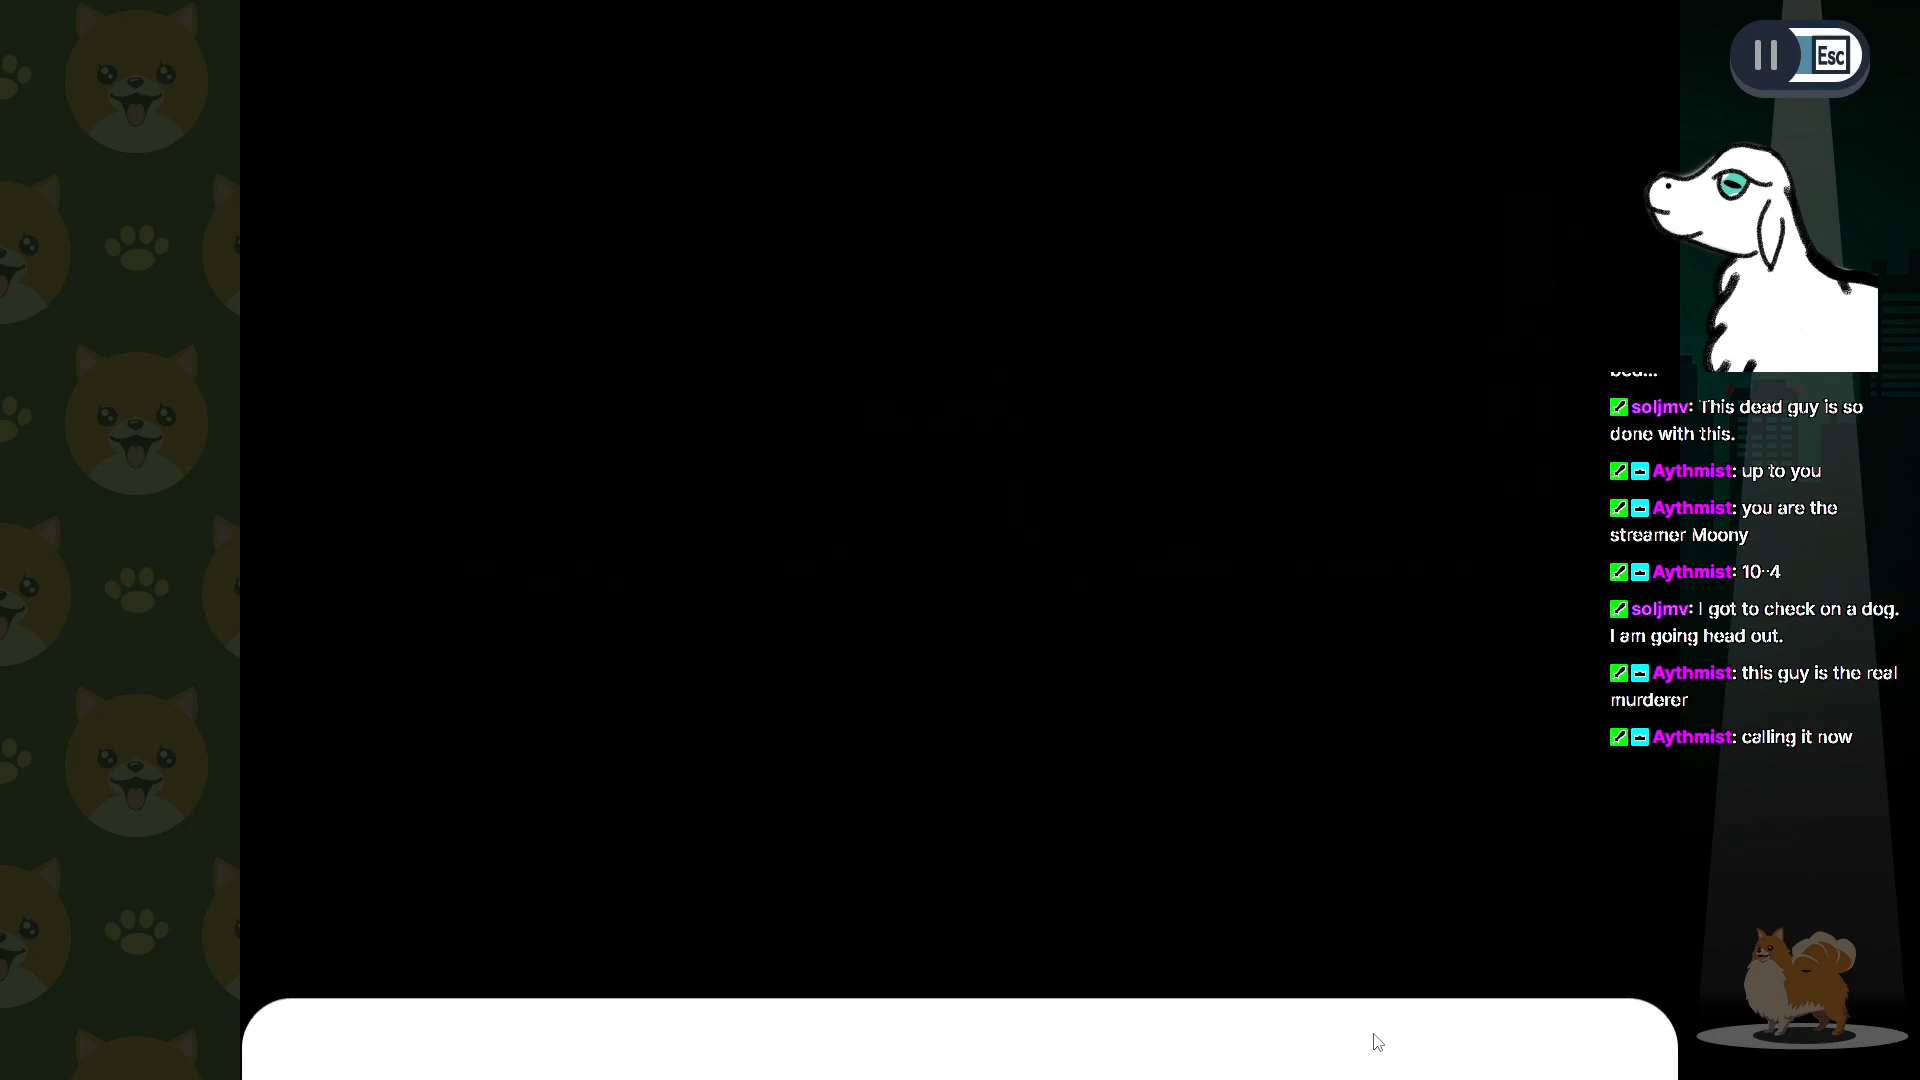 Esc
bed...
soljmv: This dead guy is so
done with this.
Aythmist: up to you
Aythmist: you are the
streamer Moony
Aythmist: 10-4
soljmv: I got to check on a dog.
I am going head out.
Aythmist: this guy is the real
murderer
Aythmist: calling it now